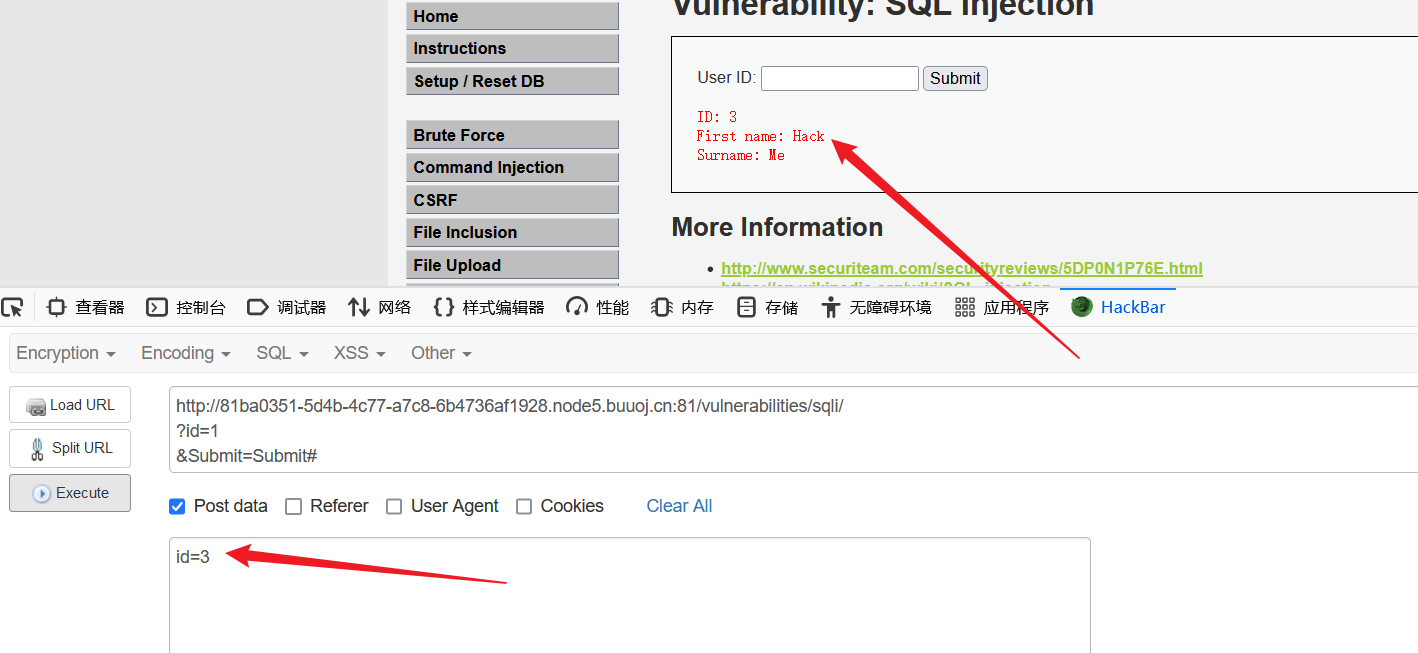 Vulnerability: SQL Injection
Home
Instructions
Setup / Reset DB
Brute Force
Command Injection
CSRF
File Inclusion
File Upload
User ID:
Submit
ID: 3
First name: Hack
Surname: Me
More Information
http://www.securiteam.com/securityreviews/5DP0N1P76E.html
查看器 控制台 调试器 网络 样式编辑器 性能 内存 存储 无障碍环境 应用程序 HackBar
Encryption Encoding SQL XSS Other
Load URL
Split URL
Execute
http://81ba0351-5d4b-4c77-a7c8-6b4736af1928.node5.buuoj.cn:81/vulnerabilities/sqli/
?id=1
&Submit=Submit#
Post data Referer User Agent Cookies Clear All
id=3